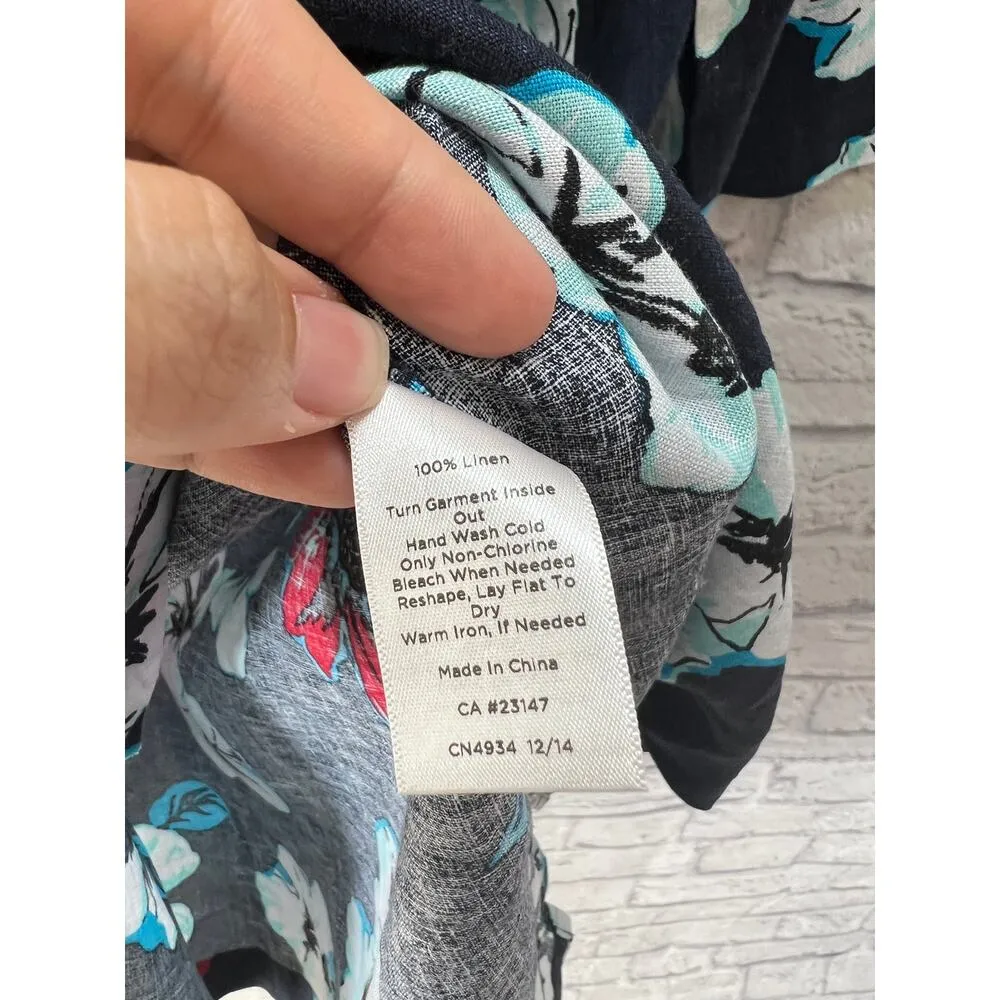 100% Linen
Turn Garment Inside
Out
Hand Wash Cold
Only Non-Chlorine
Bleach When Needed
Reshape, Lay Flat To
Dry
Warm Iron, If Needed
Made In China
CA #23147
CN4934 12/14